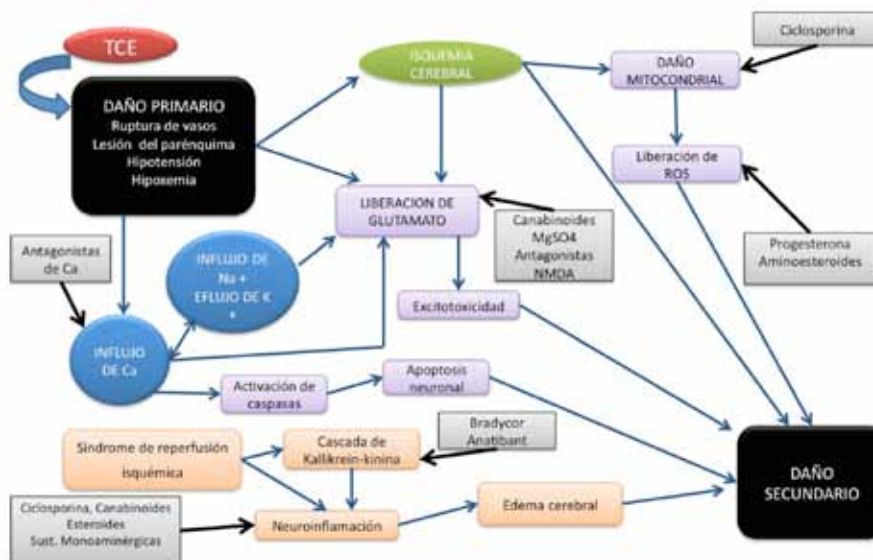 TCE
ISQUEMIA
CEREBRAL
Ciclosporina
DAÑO
MITOCONDRIAL
DAÑO PRIMARIO
Ruptura de vasos
Lesión del parénquima
Hipotensión
Hipoxemia
Liberación de
ROS
LIBERACION DE
GLUTAMATO
Canabinoides
MgSO4
Antagonistas
NMDA
Progesterona
Aminoesteroides
Antagonistas
de Ca
INFLUJO DE
Na +
EFLUJO DE K
+
Excitotoxicidad
INFLUJO
DE Ca
Activación de
caspasas
Apoptosis
neuronal
Bradycor
Anatibant
Sindrome de reperfusión
isquémica
Cascada de
Kallikrein-kinina
DAÑO
SECUNDARIO
Ciclosporina, Canabinoides
Esteroides
Sust. Monoaminérgicas
Neuroinflamación
Edema cerebral